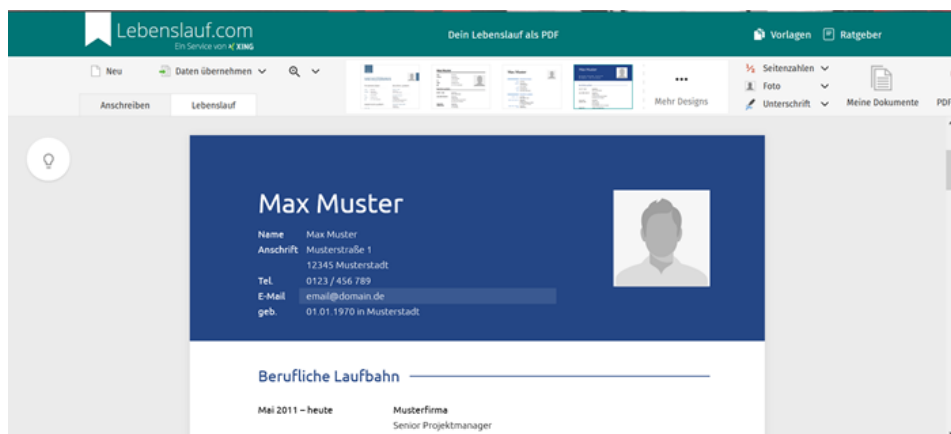 Lebenslauf.com
Ein Service von XING
Dein Lebenslauf als PDF
Vorlagen
Ratgeber
Neu
Daten übernehmen
Mehr Designs
Seitenzahlen
Foto
Unterschrift
Meine Dokumente
PDF
Anschreiben
Lebenslauf
Max Muster
Name Max Muster
Anschrift Musterstraße 1
12345 Musterstadt
Tel. 0123 / 456 789
E-Mail email@domain.de
geb. 01.01.1970 in Musterstadt
Berufliche Laufbahn
Mai 2011 – heute Musterfirma
Senior Projektmanager